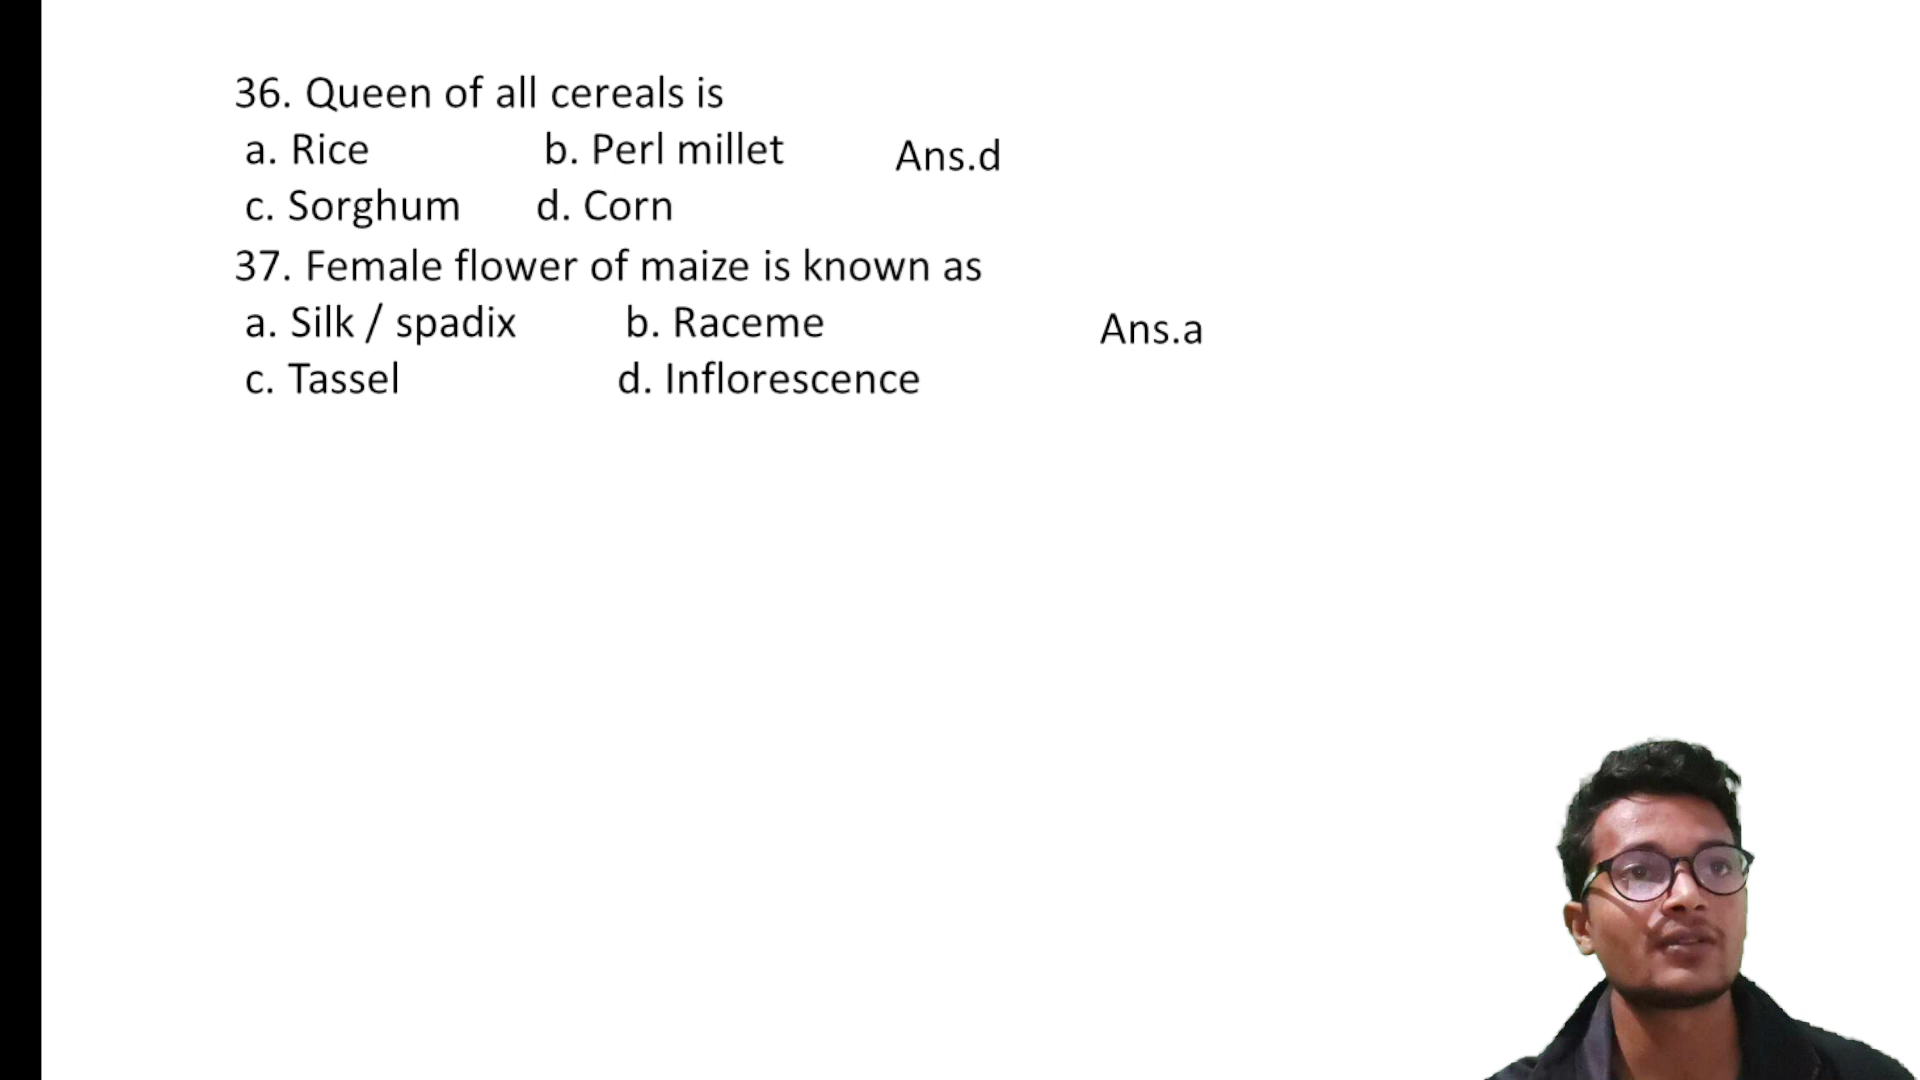 36. Queen of all cereals is
a. Rice b. Perl millet Ans.d
c. Sorghum d. Corn
37. Female flower of maize is known as
a. Silk / spadix b. Raceme Ans.a
c. Tassel d. Inflorescence